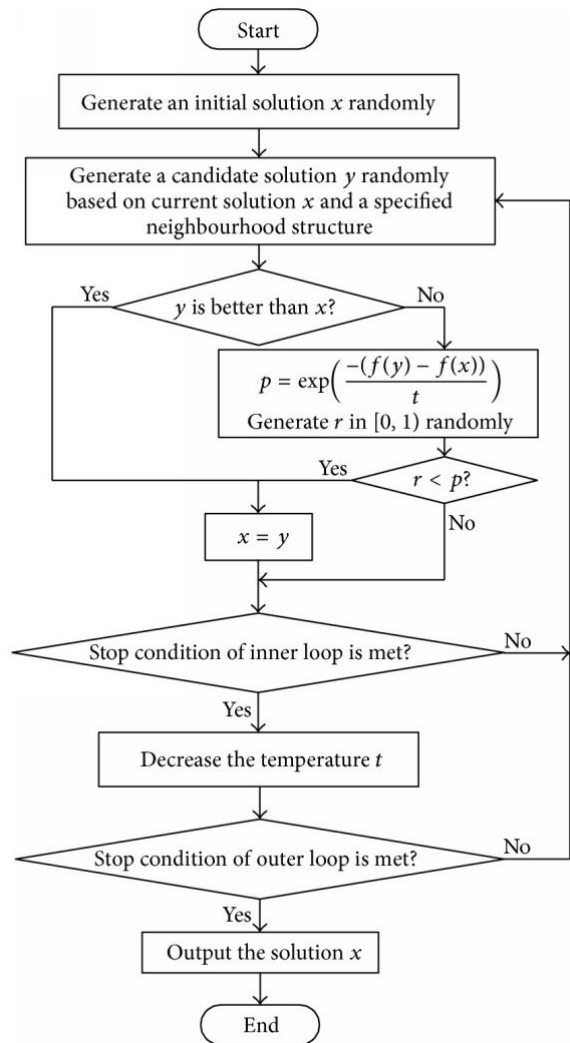 Start
Generate an initial solution x randomly
Generate a candidate solution y randomly
based on current solution x and a specified
neighbourhood structure
Yes
y is better than x?
No
p = exp(−(f(y) − f(x))/t)
Generate r in [0, 1) randomly
Yes
r < p?
No
x = y
Stop condition of inner loop is met?
No
Yes
Decrease the temperature t
Stop condition of outer loop is met?
No
Yes
Output the solution x
End